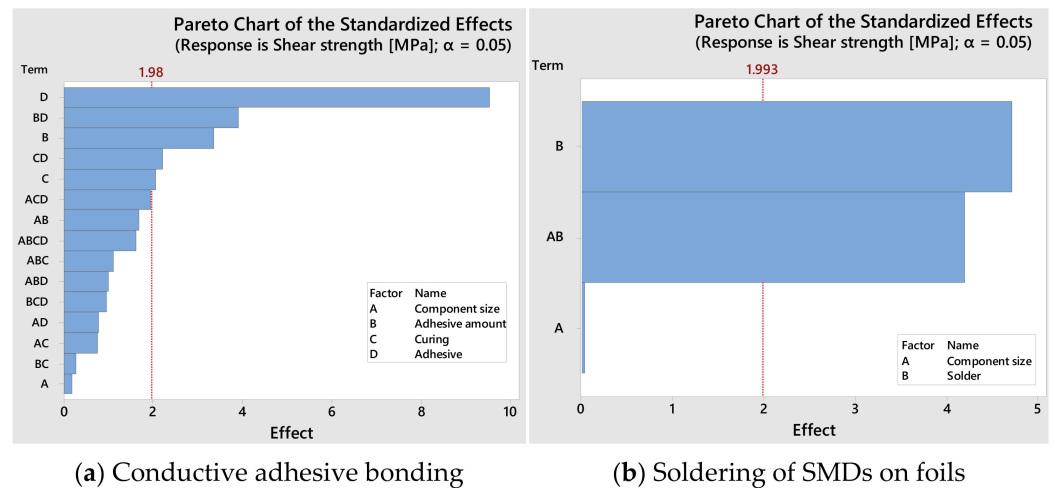 Pareto Chart of the Standardized Effects
(Response is Shear strength [MPa]; α = 0.05)
Term
1.98
D
BD
B
CD
C
ACD
AB
ABCD
ABC
ABD
BCD
AD
AC
BC
A
Factor Name
A Component size
B Adhesive amount
C Curing
D Adhesive
0 2 4 6 8 10
Effect
(a) Conductive adhesive bonding
Pareto Chart of the Standardized Effects
(Response is Shear strength [MPa]; α = 0.05)
Term
1.993
B
AB
A
Factor Name
A Component size
B Solder
0 1 2 3 4 5
Effect
(b) Soldering of SMDs on foils